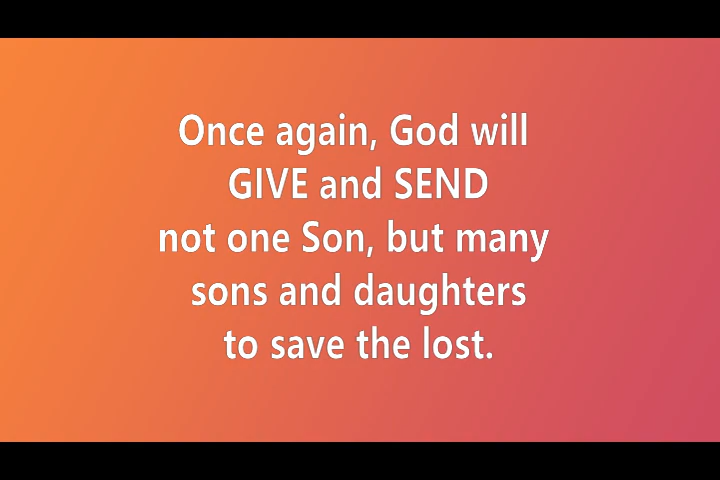 Once again, God will
GIVE and SEND
not one Son, but many
sons and daughters
to save the lost.